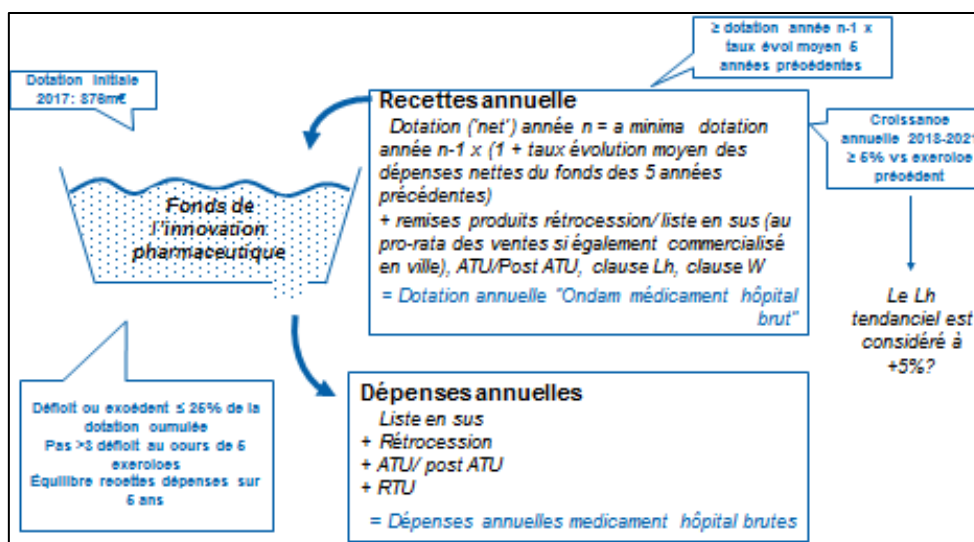 ≥ dotation année n-1 x
taux évol moyen 5
années précédentes
Dotation initiale
2017: 876m€
Recettes annuelle
Dotation ('net') année n = a minima dotation
année n-1 x (1 + taux évolution moyen des
dépenses nettes du fonds des 5 années
précédentes)
+ remises produits rétrocession/ liste en sus (au
pro-rata des ventes si également commercialisé
en ville), ATU/Post ATU, clause Lh, clause W
= Dotation annuelle "Ondam médicament hôpital
brut"
Croissance
annuelle 2018-2021
≥ 5% vs exercice
précédent
Fonds de
l'innovation
pharmaceutique
Le Lh
tendanciel est
considéré à
+5%?
Déficit ou excédent ≤ 25% de la
dotation cumulée
Pas >3 déficit au cours de 5
exercices
Équilibre recettes dépenses sur
5 ans
Dépenses annuelles
Liste en sus
+ Rétrocession
+ ATU/ post ATU
+ RTU
= Dépenses annuelles medicament hôpital brutes